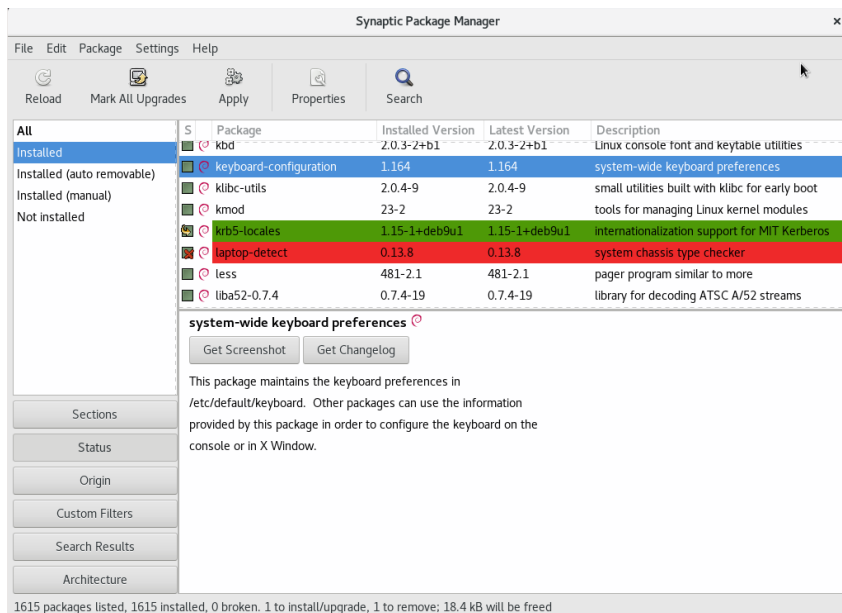 Synaptic Package Manager ×
File Edit Package Settings Help
Reload Mark All Upgrades Apply Properties Search
All
Installed
Installed (auto removable)
Installed (manual)
Not installed
S Package Installed Version Latest Version Description
kbd 2.0.3-2+b1 2.0.3-2+b1 Linux console font and keytable utilities
keyboard-configuration 1.164 1.164 system-wide keyboard preferences
klibc-utils 2.0.4-9 2.0.4-9 small utilities built with klibc for early boot
kmod 23-2 23-2 tools for managing Linux kernel modules
krb5-locales 1.15-1+deb9u1 1.15-1+deb9u1 internationalization support for MIT Kerberos
laptop-detect 0.13.8 0.13.8 system chassis type checker
less 481-2.1 481-2.1 pager program similar to more
liba52-0.7.4 0.7.4-19 0.7.4-19 library for decoding ATSC A/52 streams
system-wide keyboard preferences
Get Screenshot Get Changelog
This package maintains the keyboard preferences in
/etc/default/keyboard. Other packages can use the information
provided by this package in order to configure the keyboard on the
console or in X Window.
Sections
Status
Origin
Custom Filters
Search Results
Architecture
1615 packages listed, 1615 installed, 0 broken. 1 to install/upgrade, 1 to remove; 18.4 kB will be freed